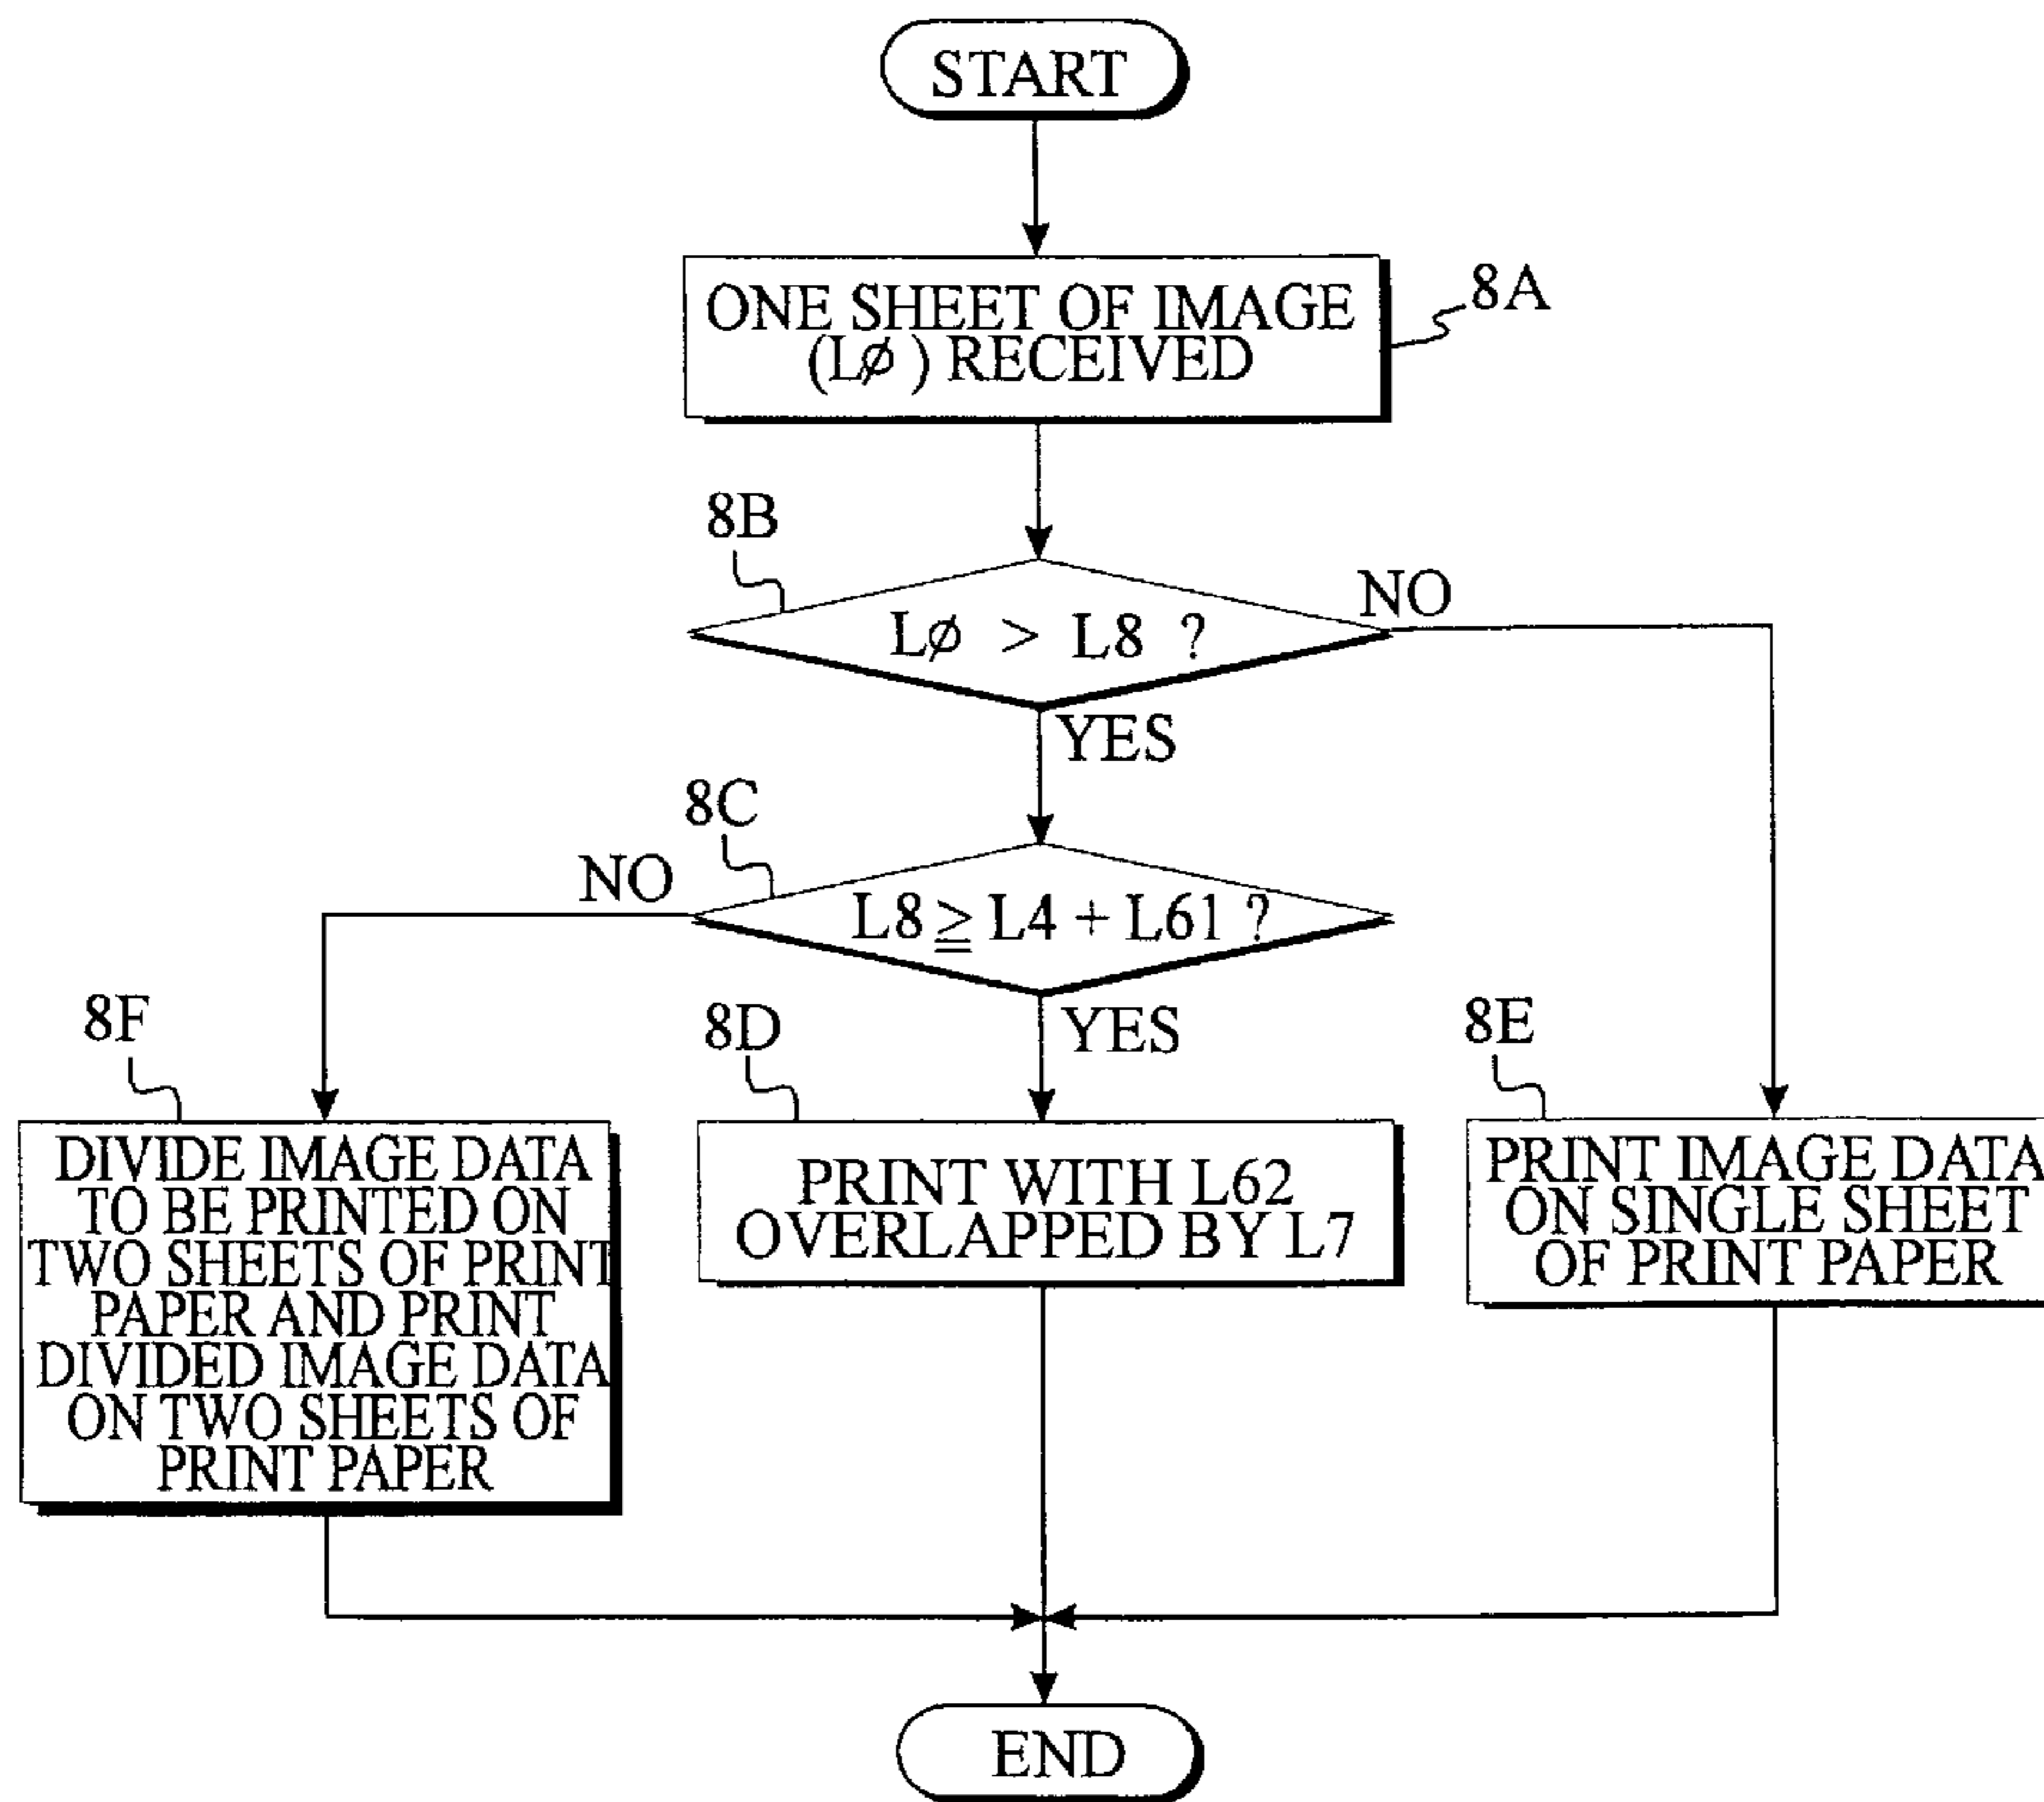 START
ONE SHEET OF IMAGE
(LØ) RECEIVED
8A
8B
LØ > L8 ?
NO
YES
8C
NO
L8 ≧ L4 + L61 ?
YES
8F
DIVIDE IMAGE DATA
TO BE PRINTED ON
TWO SHEETS OF PRINT
PAPER AND PRINT
DIVIDED IMAGE DATA
ON TWO SHEETS OF
PRINT PAPER
8D
PRINT WITH L62
OVERLAPPED BY L7
8E
PRINT IMAGE DATA
ON SINGLE SHEET
OF PRINT PAPER
END